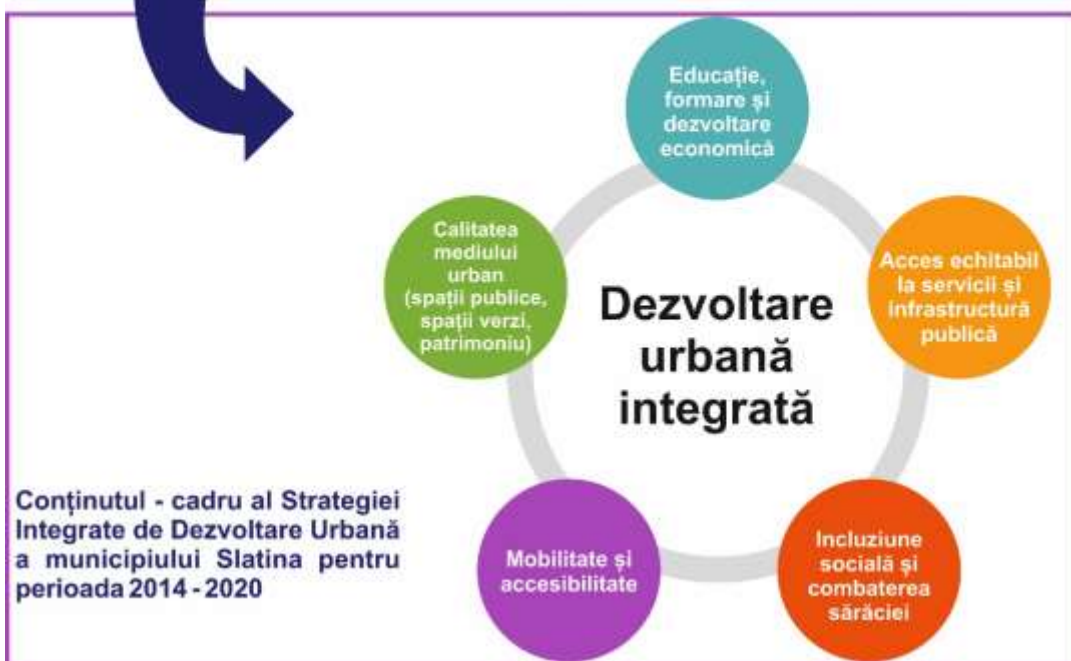 Educație,
formare și
dezvoltare
economică
Calitatea
mediului
urban
(spații publice,
spații verzi,
patrimoniu)
Acces echitabil
la servicii și
infrastructură
publică
Dezvoltare
urbană
integrată
Conținutul - cadru al Strategiei
Integrate de Dezvoltare Urbană
a municipiului Slatina pentru
perioada 2014 - 2020
Mobilitate și
accesibilitate
Incluziune
socială și
combaterea
sărăciei